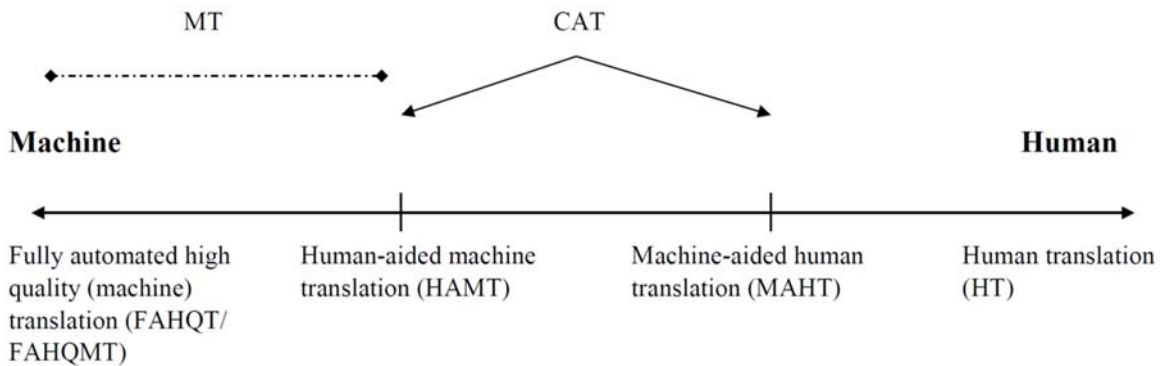 MT
CAT
Machine
Human
Fully automated high
quality (machine)
translation (FAHQT/
FAHQMT)
Human-aided machine
translation (HAMT)
Machine-aided human
translation (MAHT)
Human translation
(HT)